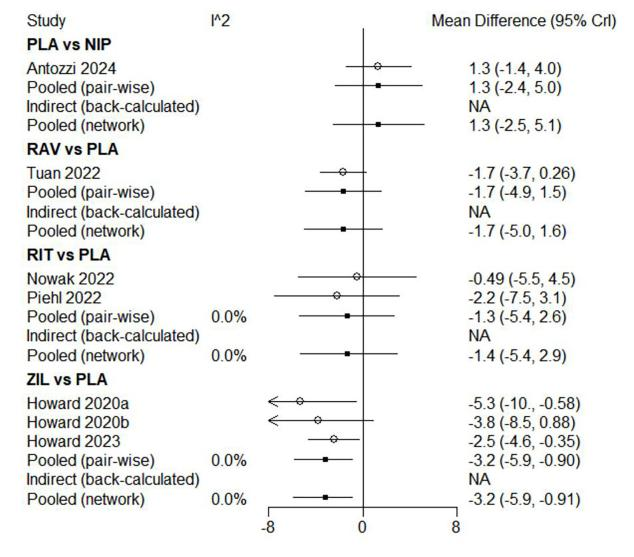 Study I^2 Mean Difference (95% CrI)
PLA vs NIP
Antozzi 2024 1.3 (-1.4, 4.0)
Pooled (pair-wise) 1.3 (-2.4, 5.0)
Indirect (back-calculated) NA
Pooled (network) 1.3 (-2.5, 5.1)
RAV vs PLA
Tuan 2022 -1.7 (-3.7, 0.26)
Pooled (pair-wise) -1.7 (-4.9, 1.5)
Indirect (back-calculated) NA
Pooled (network) -1.7 (-5.0, 1.6)
RIT vs PLA
Nowak 2022 -0.49 (-5.5, 4.5)
Piehl 2022 -2.2 (-7.5, 3.1)
Pooled (pair-wise) 0.0% -1.3 (-5.4, 2.6)
Indirect (back-calculated) NA
Pooled (network) 0.0% -1.4 (-5.4, 2.9)
ZIL vs PLA
Howard 2020a -5.3 (-10., -0.58)
Howard 2020b -3.8 (-8.5, 0.88)
Howard 2023 -2.5 (-4.6, -0.35)
Pooled (pair-wise) 0.0% -3.2 (-5.9, -0.90)
Indirect (back-calculated) NA
Pooled (network) 0.0% -3.2 (-5.9, -0.91)
-8 0 8